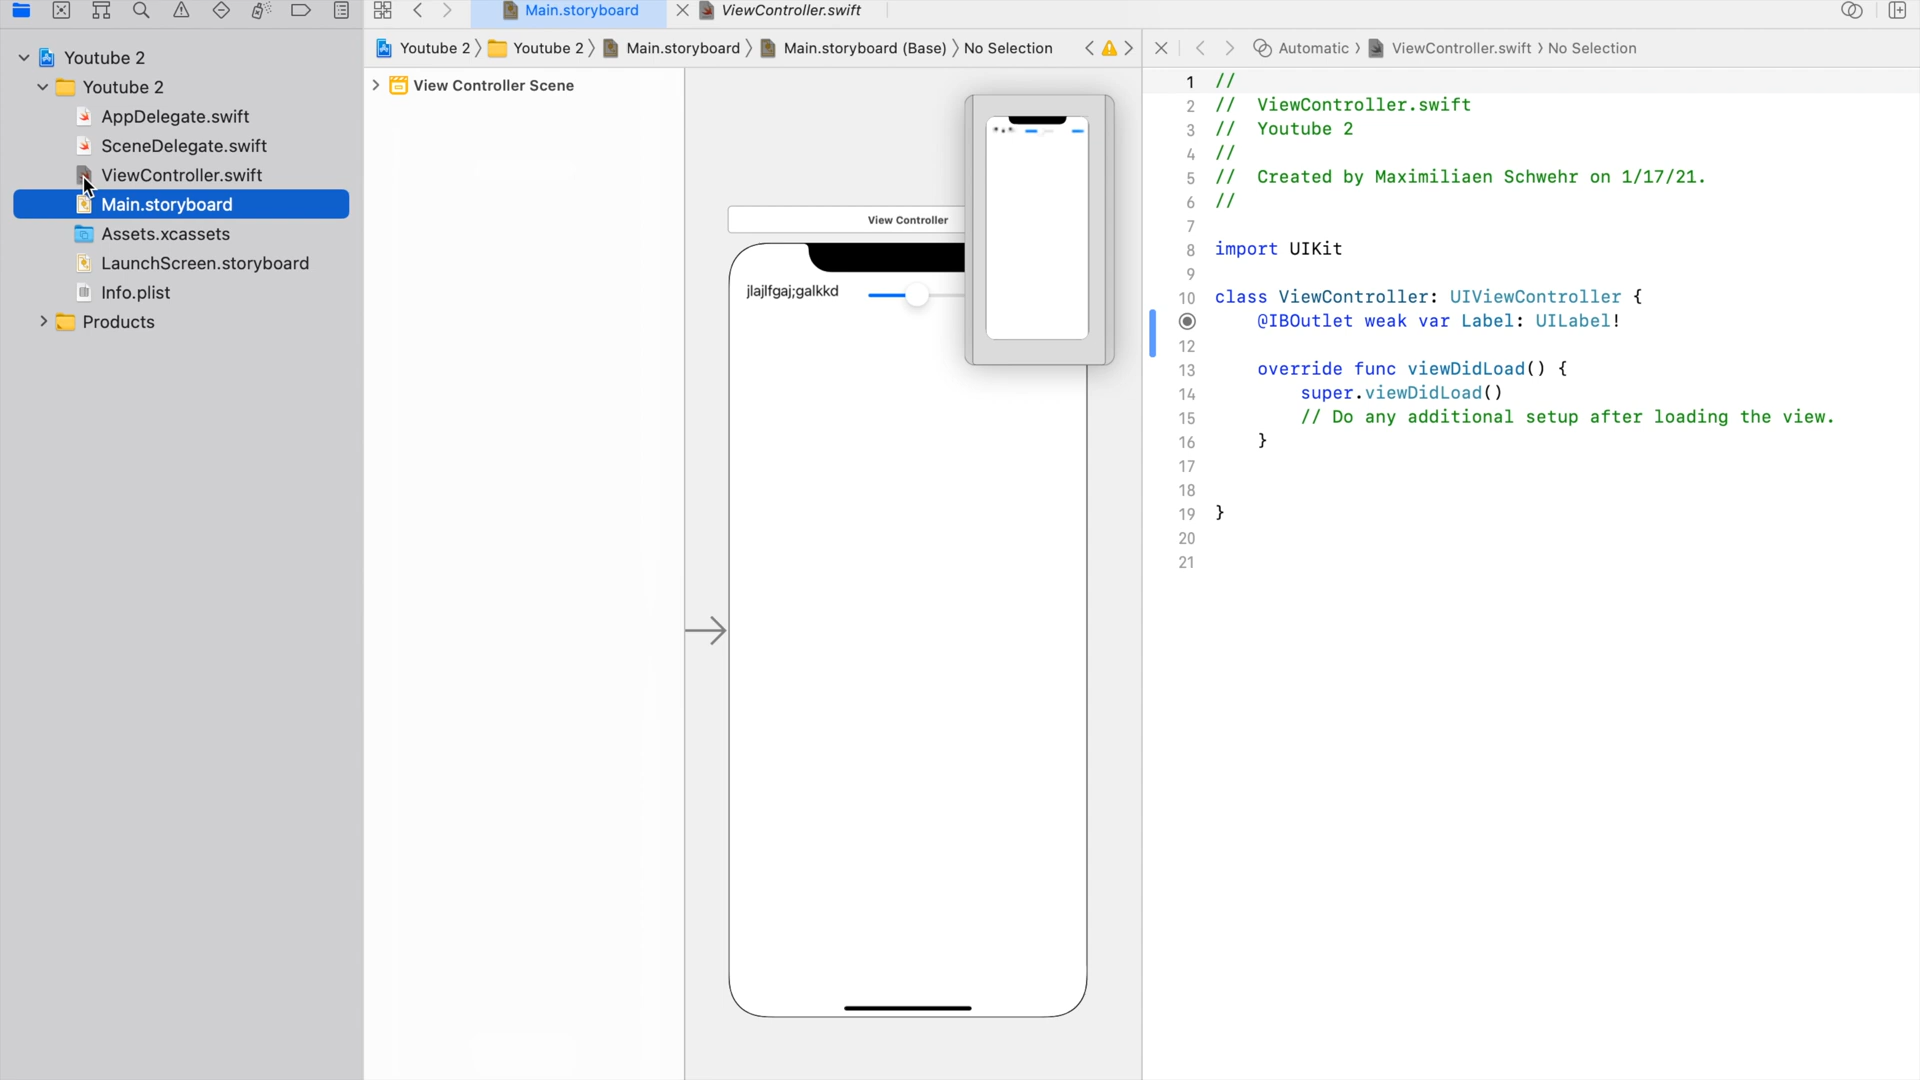 Main.storyboard
ViewController.swift
Youtube 2
Youtube 2
AppDelegate.swift
SceneDelegate.swift
ViewController.swift
Main.storyboard
Assets.xcassets
LaunchScreen.storyboard
Info.plist
Products
Youtube 2 Youtube 2 Main.storyboard Main.storyboard (Base) No Selection
View Controller Scene
View Controller
jlajlfgaj;galkkd
Automatic ViewController.swift No Selection
1 //
2 // ViewController.swift
3 // Youtube 2
4 //
5 // Created by Maximiliaen Schwehr on 1/17/21.
6 //
7
8 import UIKit
9
10 class ViewController: UIViewController {
@IBOutlet weak var Label: UILabel!
12
13 override func viewDidLoad() {
14 super.viewDidLoad()
15 // Do any additional setup after loading the view.
16 }
17
18
19 }
20
21